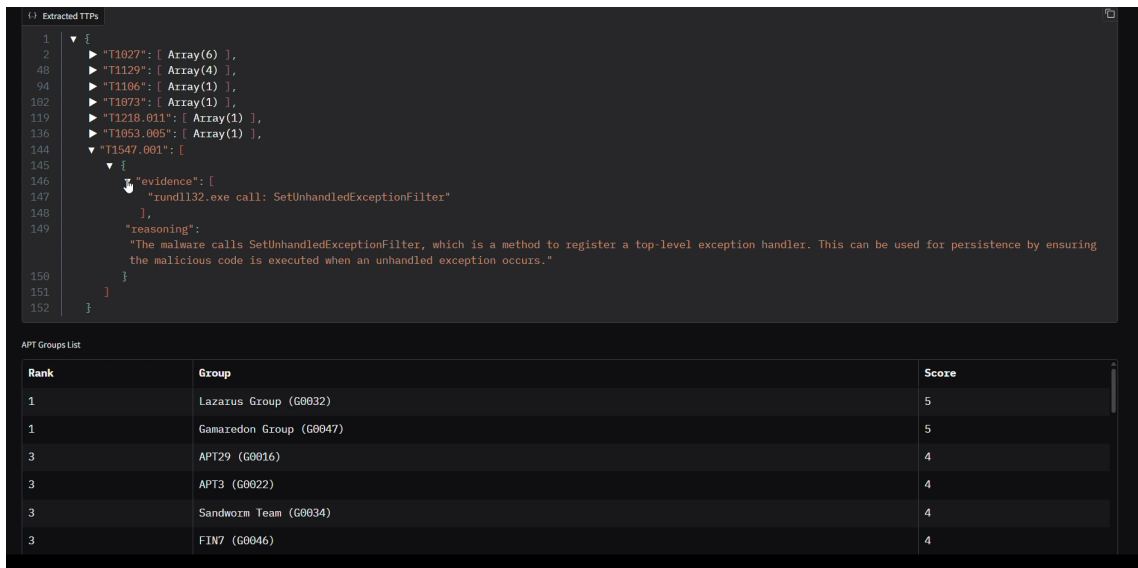 {.} Extracted TTPs
1 ▼ {
2 ▶ "T1027": [ Array(6) ],
48 ▶ "T1129": [ Array(4) ],
94 ▶ "T1106": [ Array(1) ],
102 ▶ "T1073": [ Array(1) ],
119 ▶ "T1218.011": [ Array(1) ],
136 ▶ "T1053.005": [ Array(1) ],
144 ▼ "T1547.001": [
145 ▼ {
146 ▼ "evidence": [
147 "rundll32.exe call: SetUnhandledExceptionFilter"
148 ],
149 "reasoning":
"The malware calls SetUnhandledExceptionFilter, which is a method to register a top-level exception handler. This can be used for persistence by ensuring
the malicious code is executed when an unhandled exception occurs."
150 }
151 ]
152 }
APT Groups List
Rank Group Score
1 Lazarus Group (G0032) 5
1 Gamaredon Group (G0047) 5
3 APT29 (G0016) 4
3 APT3 (G0022) 4
3 Sandworm Team (G0034) 4
3 FIN7 (G0046) 4